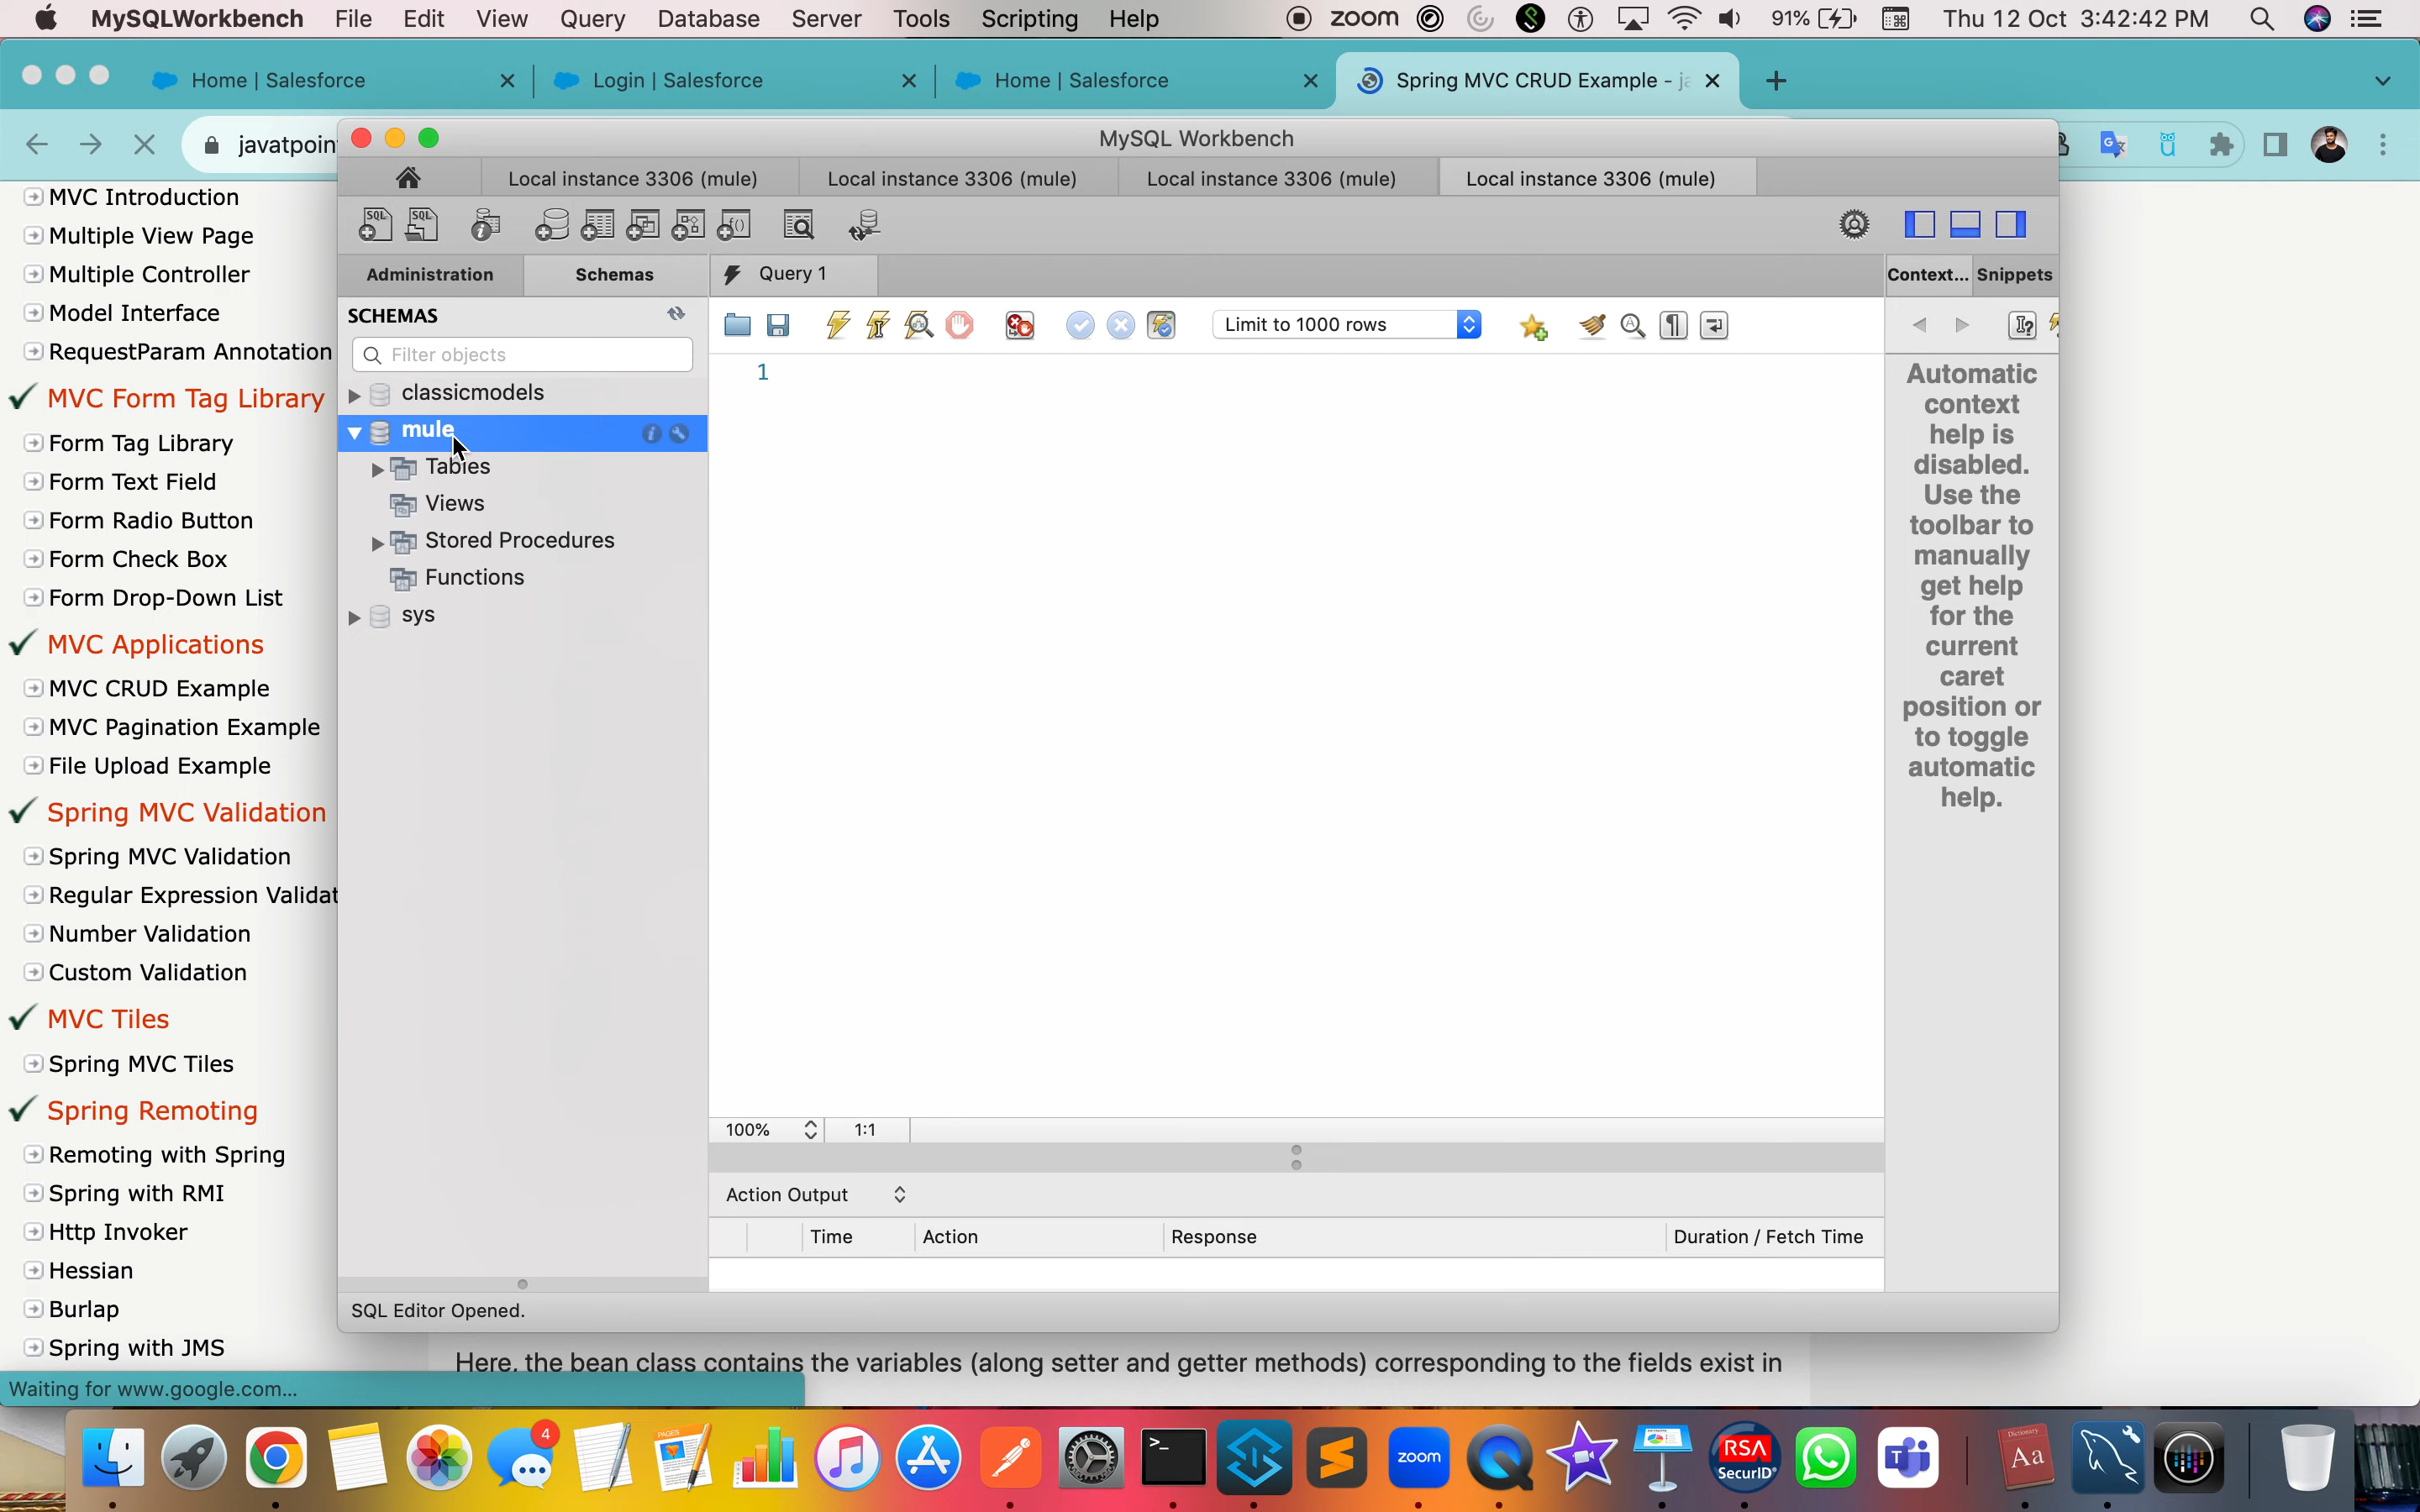 MySQLWorkbench File Edit View Query Database Server Tools Scripting Help zoom 91% Thu 12 Oct 3:42:42 PM
Home | Salesforce Login | Salesforce Home | Salesforce Spring MVC CRUD Example - ja
javatpoin
MySQL Workbench
Local instance 3306 (mule) Local instance 3306 (mule) Local instance 3306 (mule) Local instance 3306 (mule)
MVC Introduction
Multiple View Page
Multiple Controller
Model Interface
RequestParam Annotation
MVC Form Tag Library
Form Tag Library
Form Text Field
Form Radio Button
Form Check Box
Form Drop-Down List
MVC Applications
MVC CRUD Example
MVC Pagination Example
File Upload Example
Spring MVC Validation
Spring MVC Validation
Regular Expression Validat
Number Validation
Custom Validation
MVC Tiles
Spring MVC Tiles
Spring Remoting
Remoting with Spring
Spring with RMI
Http Invoker
Hessian
Burlap
Spring with JMS
Waiting for www.google.com...
SQL SQL
Administration Schemas
SCHEMAS
Filter objects
classicmodels
mule
Tables
Views
Stored Procedures
Functions
sys
Query 1
Limit to 1000 rows
1
100% 1:1
Action Output
Time Action Response Duration / Fetch Time
SQL Editor Opened.
Context... Snippets
Automatic
context
help is
disabled.
Use the
toolbar to
manually
get help
for the
current
caret
position or
to toggle
automatic
help.
Here, the bean class contains the variables (along setter and getter methods) corresponding to the fields exist in
4
PAGES
zoom
RSA
SecurID
T
Dictionary
Aa